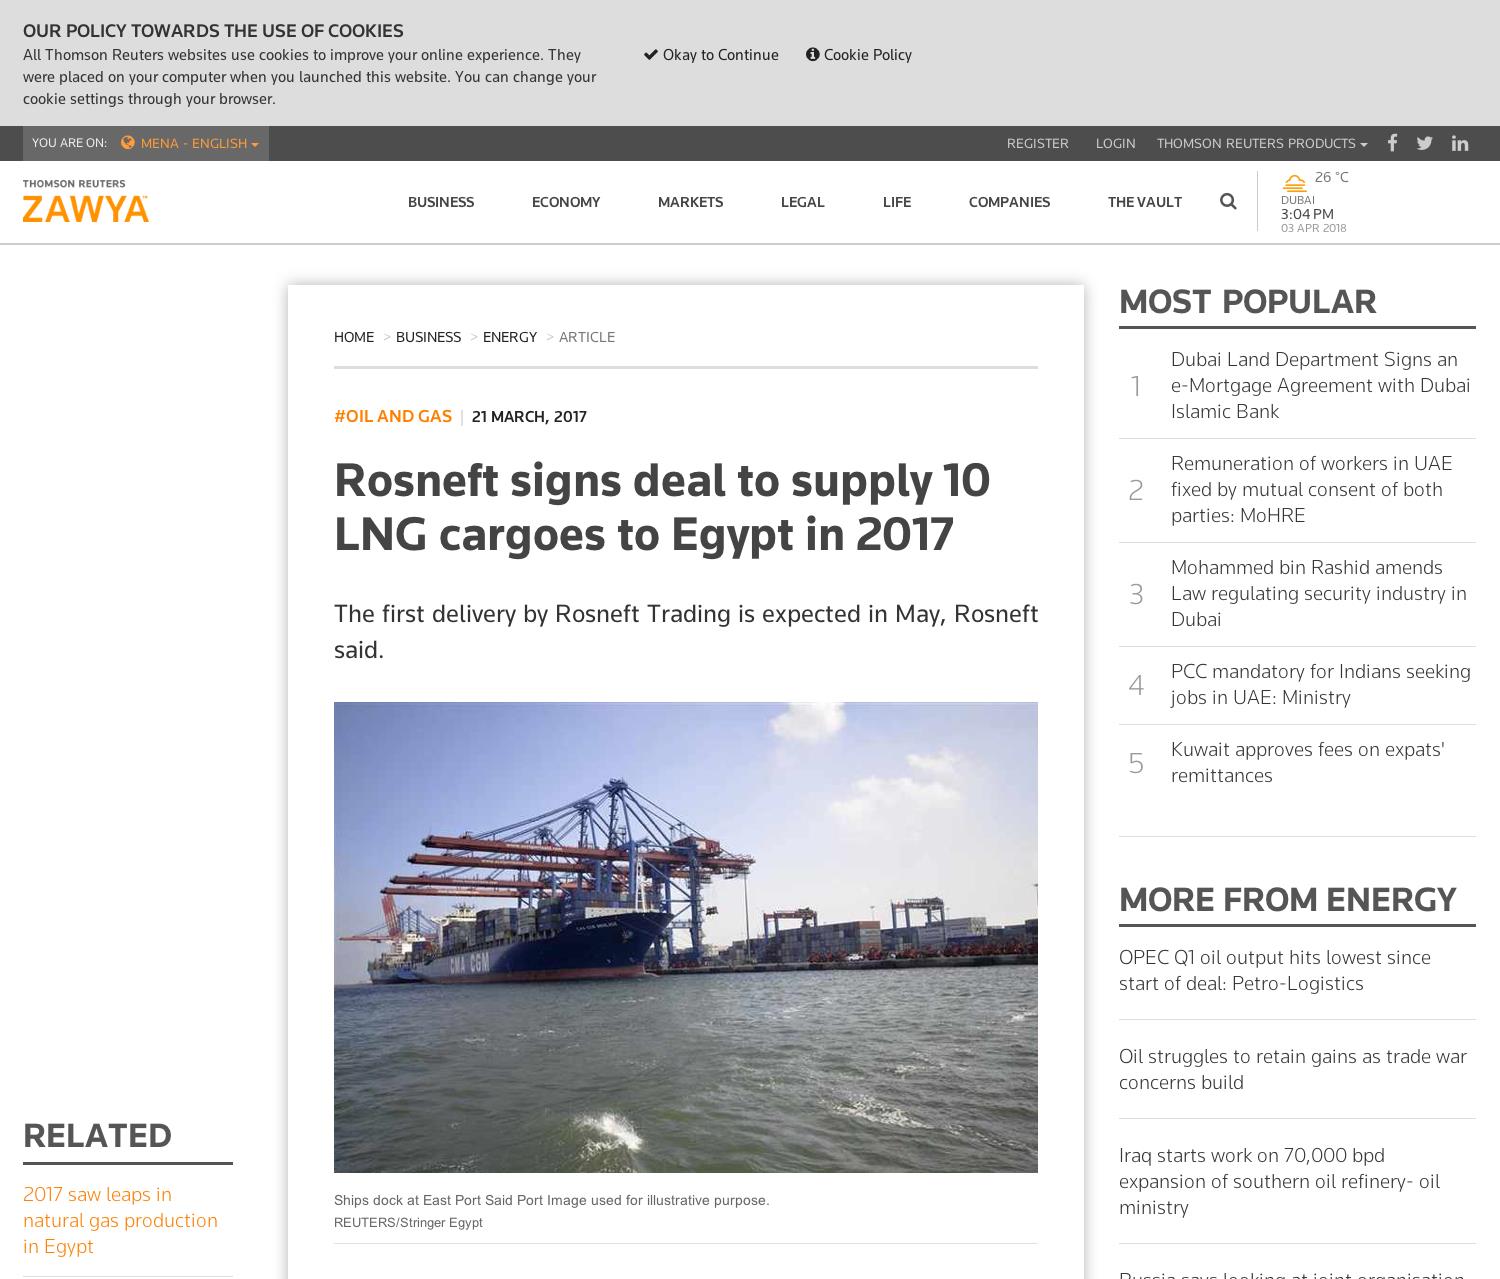 OUR POLICY TOWARDS THE USE OF COOKIES
All Thomson Reuters websites use cookies to improve your online experience. They
were placed on your computer when you launched this website. You can change your
cookie settings through your browser.
Okay to Continue
Cookie Policy
YOU ARE ON: MENA - ENGLISH
REGISTER LOGIN THOMSON REUTERS PRODUCTS
THOMSON REUTERS
ZAWYA
BUSINESS ECONOMY MARKETS LEGAL LIFE COMPANIES THE VAULT
26 °C
DUBAI
3:04 PM
03 APR 2018
HOME > BUSINESS > ENERGY > ARTICLE
#OIL AND GAS | 21 MARCH, 2017
Rosneft signs deal to supply 10
LNG cargoes to Egypt in 2017
The first delivery by Rosneft Trading is expected in May, Rosneft
said.
CMA CGM
Ships dock at East Port Said Port Image used for illustrative purpose.
REUTERS/Stringer Egypt
RELATED
2017 saw leaps in
natural gas production
in Egypt
MOST POPULAR
1
Dubai Land Department Signs an
e-Mortgage Agreement with Dubai
Islamic Bank
2
Remuneration of workers in UAE
fixed by mutual consent of both
parties: MoHRE
3
Mohammed bin Rashid amends
Law regulating security industry in
Dubai
4
PCC mandatory for Indians seeking
jobs in UAE: Ministry
5
Kuwait approves fees on expats'
remittances
MORE FROM ENERGY
OPEC Q1 oil output hits lowest since
start of deal: Petro-Logistics
Oil struggles to retain gains as trade war
concerns build
Iraq starts work on 70,000 bpd
expansion of southern oil refinery- oil
ministry
Russia says looking at joint organisation